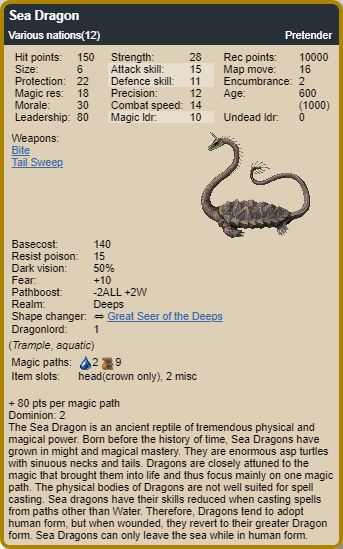 Sea Dragon
Various nations(12) Pretender
Hit points: 150 Strength: 28 Rec points: 10000
Size: 6 Attack skill: 15 Map move: 16
Protection: 22 Defence skill: 11 Encumbrance: 2
Magic res: 18 Precision: 12 Age: 600
Morale: 30 Combat speed: 14 (1000)
Leadership: 80 Magic ldr: 10 Undead ldr: 0
Weapons:
Bite
Tail Sweep
Basecost: 140
Resist poison: 15
Dark vision: 50%
Fear: +10
Pathboost: -2ALL +2W
Realm: Deeps
Shape changer: ⇔ Great Seer of the Deeps
Dragonlord: 1
(Trample, aquatic)
Magic paths: 2 9
Item slots: head(crown only), 2 misc
+ 80 pts per magic path
Dominion: 2
The Sea Dragon is an ancient reptile of tremendous physical and
magical power. Born before the history of time, Sea Dragons have
grown in might and magical mastery. They are enormous asp turtles
with sinuous necks and tails. Dragons are closely attuned to the
magic that brought them into life and thus focus mainly on one magic
path. The physical bodies of Dragons are not well suited for spell
casting. Sea dragons have their skills reduced when casting spells
from paths other than Water. Therefore, Dragons tend to adopt
human form, but when wounded, they revert to their greater Dragon
form. Sea Dragons can only leave the sea while in human form.